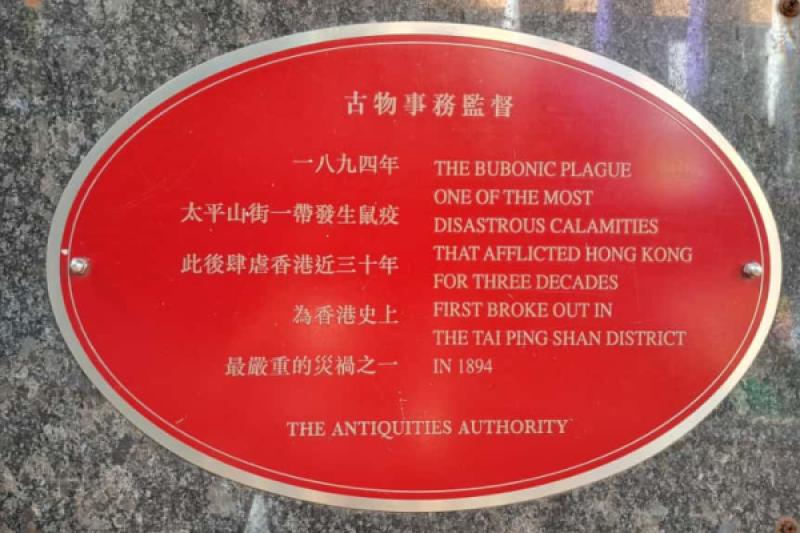 古物事務監督
一八九四年
太平山街一帶發生鼠疫
此後肆虐香港近三十年
為香港史上
最嚴重的災禍之一
THE BUBONIC PLAGUE
ONE OF THE MOST
DISASTROUS CALAMITIES
THAT AFFLICTED HONG KONG
FOR THREE DECADES
FIRST BROKE OUT IN
THE TAI PING SHAN DISTRICT
IN 1894
THE ANTIQUITIES AUTHORITY